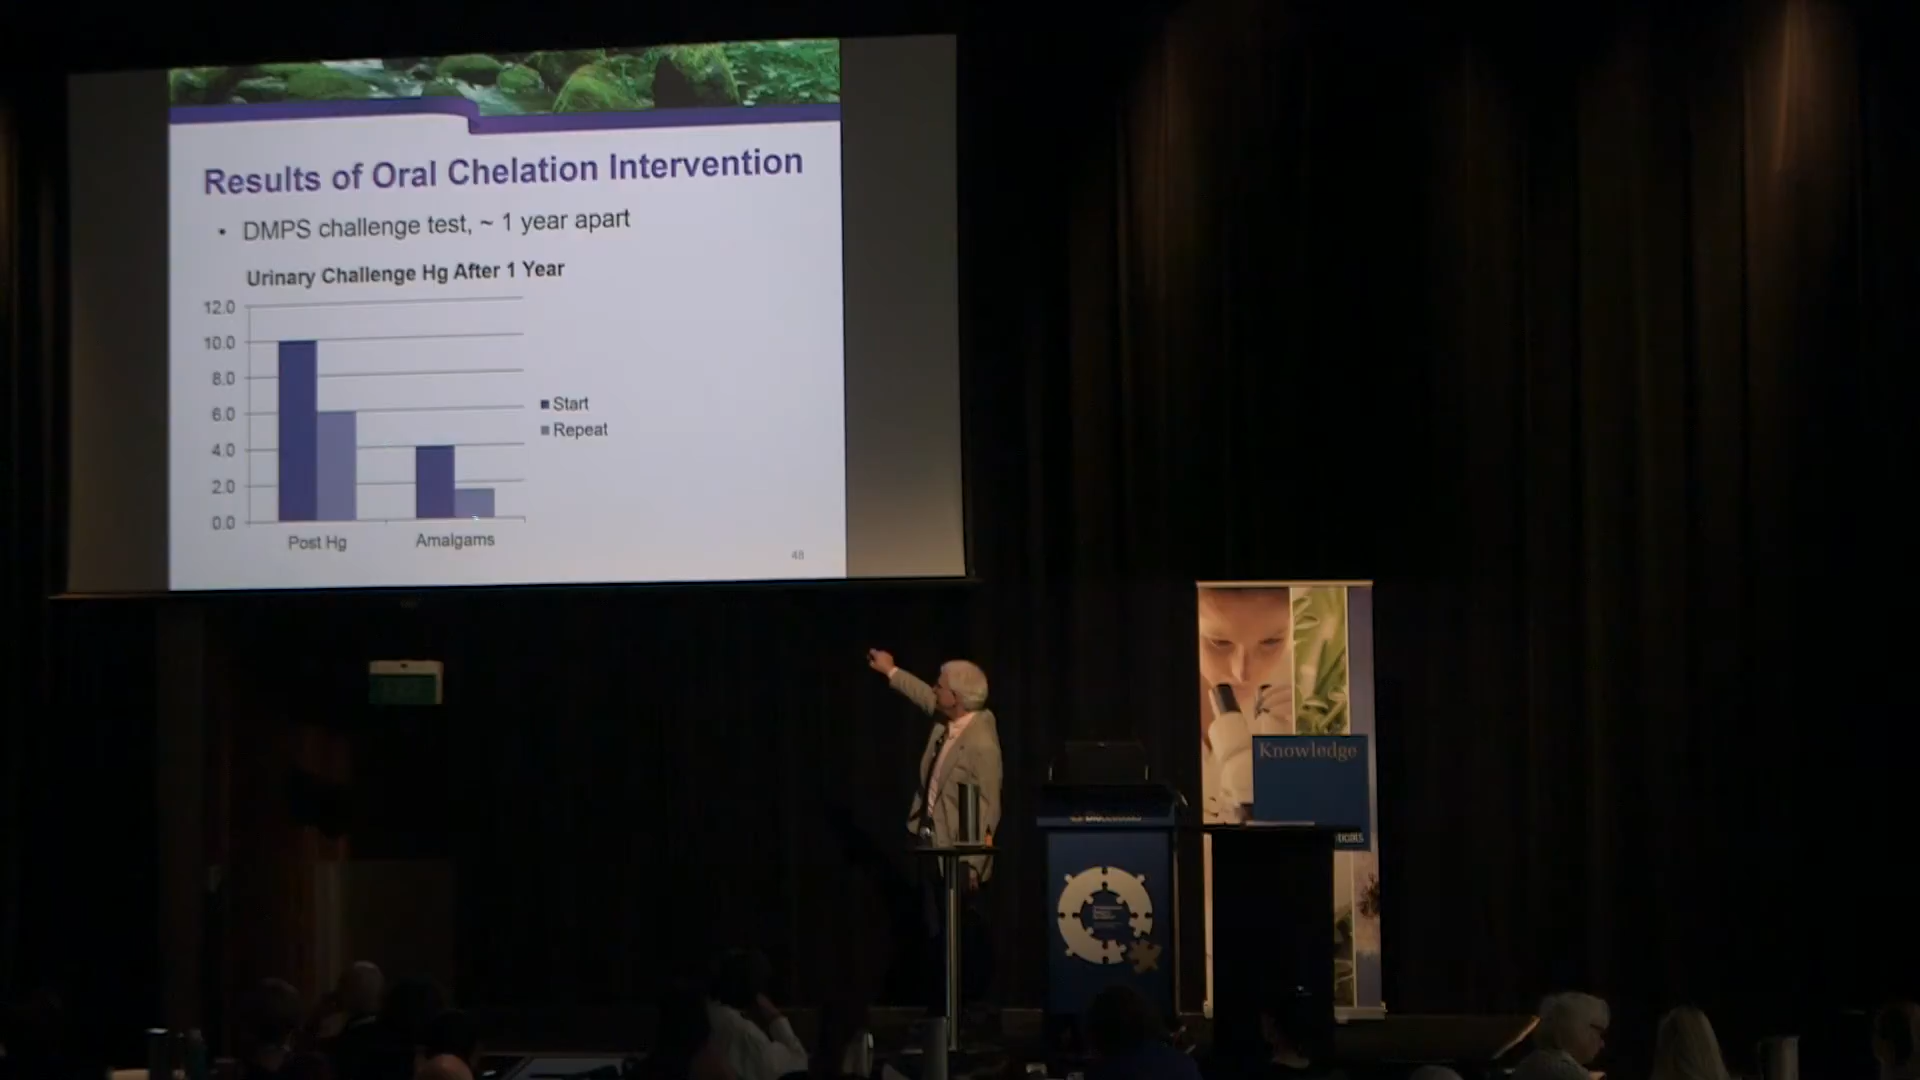 Results of Oral Chelation Intervention
• DMPS challenge test, ~ 1 year apart
Urinary Challenge Hg After 1 Year
12.0
10.0
8.0
6.0
4.0
2.0
0.0
Start
Repeat
Post Hg
Amalgams
48
Knowledge